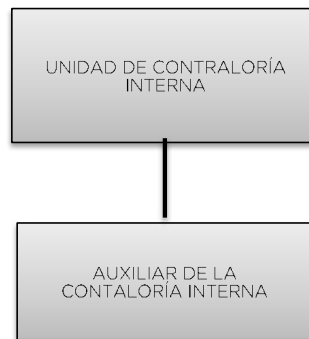 UNIDAD DE CONTRALORÍA
INTERNA
AUXILIAR DE LA
CONTALORÍA INTERNA